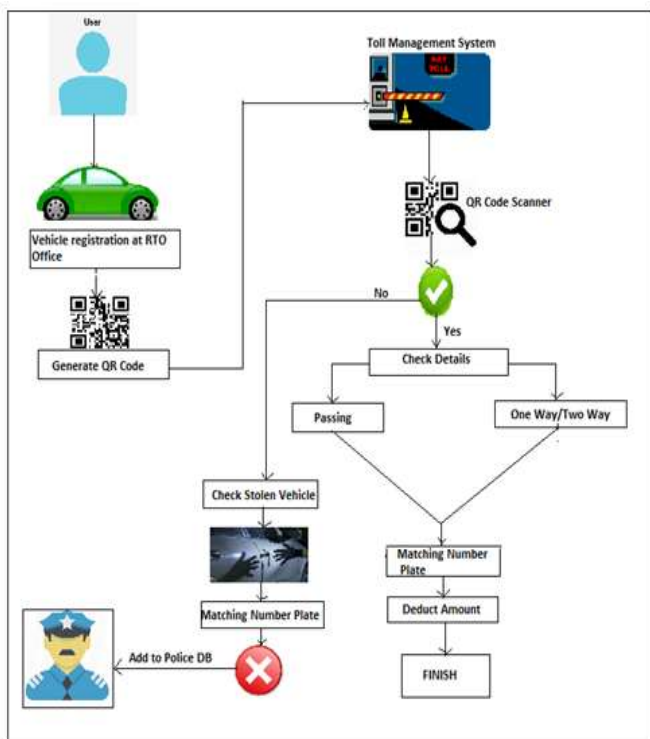 User
Toll Management System
QR Code Scanner
Vehicle registration at RTO
Office
No
Yes
Generate QR Code
Check Details
Passing
One Way/Two Way
Check Stolen Vehicle
Matching Number
Plate
Matching Number Plate
Deduct Amount
Add to Police DB
FINISH